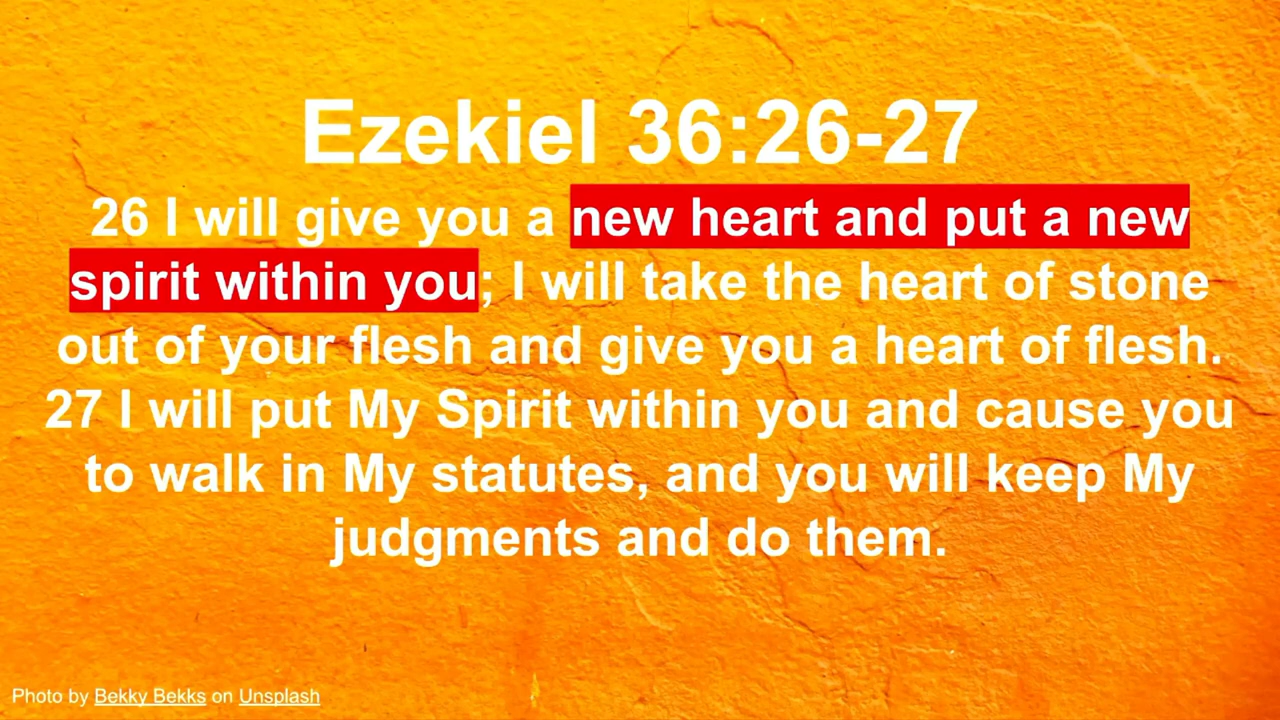 Ezekiel 36:26-27
26 I will give you a new heart and put a new
spirit within you; I will take the heart of stone
out of your flesh and give you a heart of flesh.
27 I will put My Spirit within you and cause you
to walk in My statutes, and you will keep My
judgments and do them.
Photo by Bekky Bekks on Unsplash